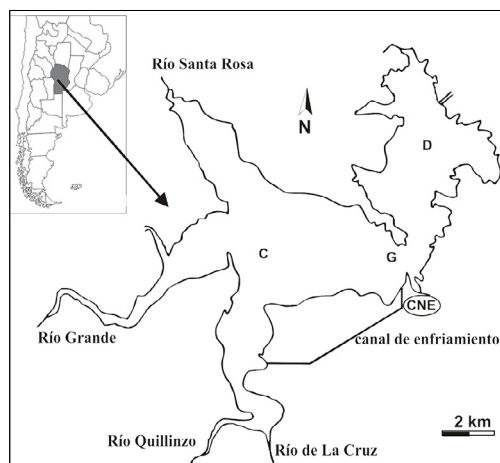 Río Santa Rosa
N
D
C
G
CNE
Río Grande
canal de enfriamiento
2 km
Río Quillinzo
Río de La Cruz